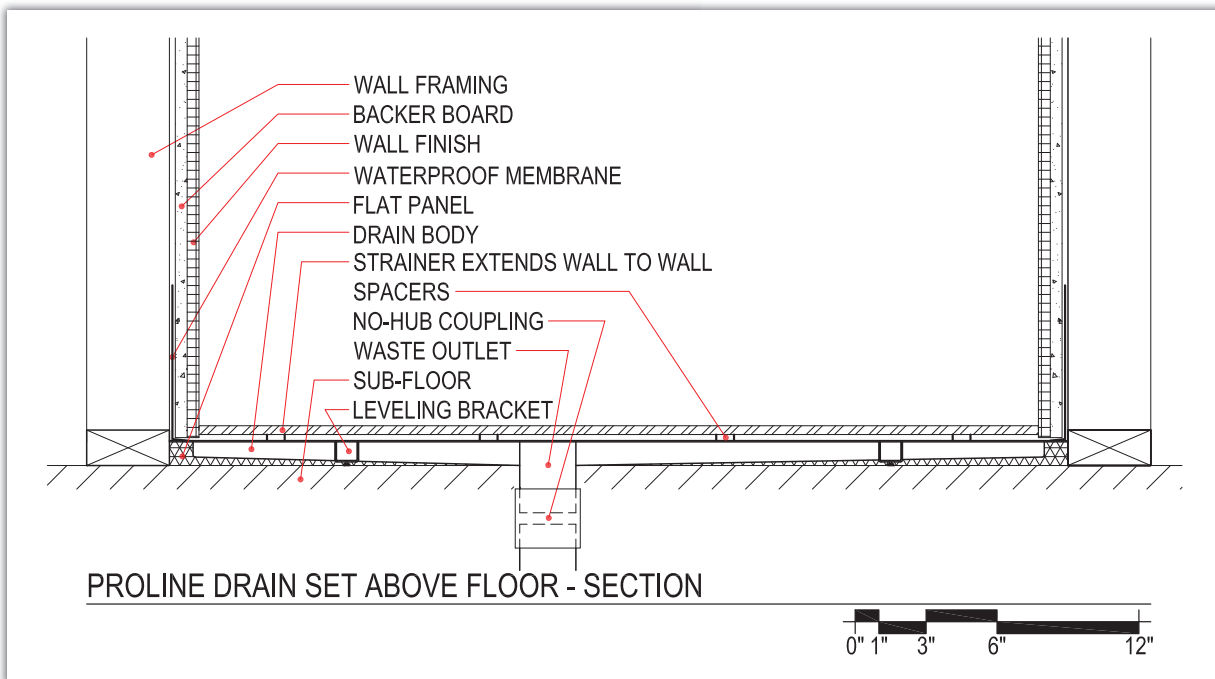 WALL FRAMING
BACKER BOARD
WALL FINISH
WATERPROOF MEMBRANE
FLAT PANEL
DRAIN BODY
STRAINER EXTENDS WALL TO WALL
SPACERS
NO-HUB COUPLING
WASTE OUTLET
SUB-FLOOR
LEVELING BRACKET
PROLINE DRAIN SET ABOVE FLOOR - SECTION
0" 1" 3" 6" 12"